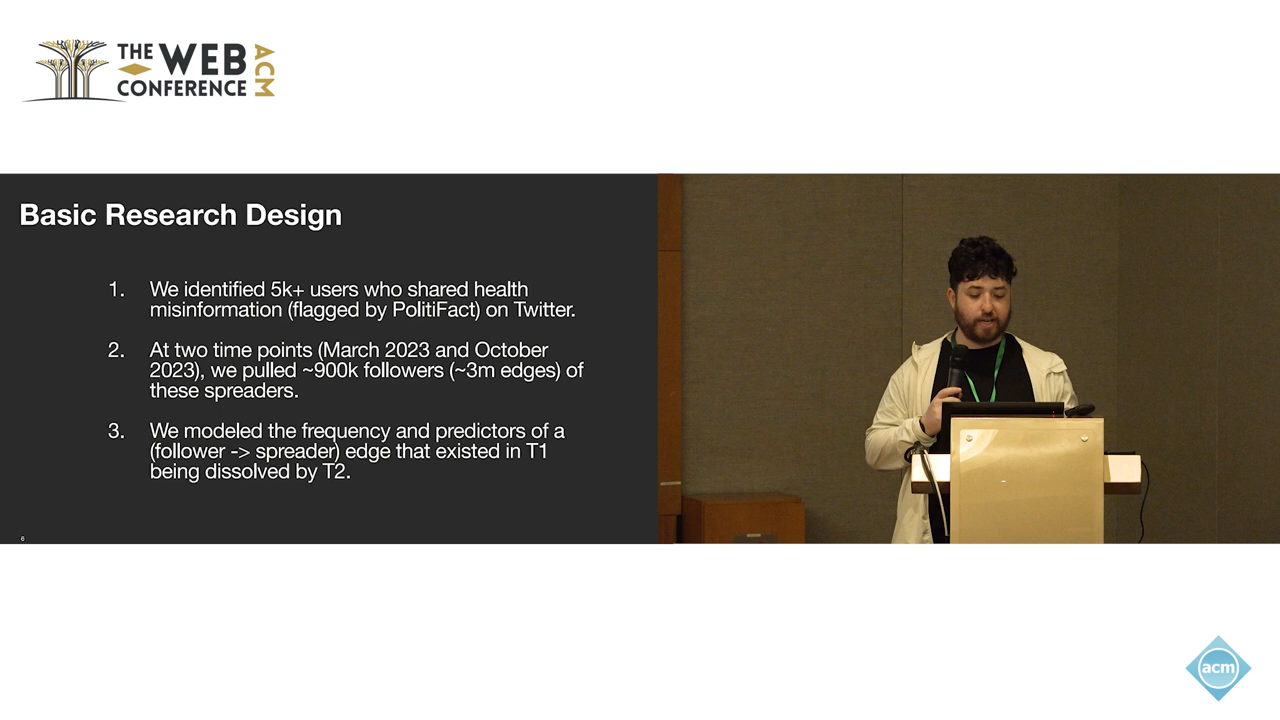 THE WEB
CONFERENCE
ACM
Basic Research Design
1. We identified 5k+ users who shared health
misinformation (flagged by PolitiFact) on Twitter.
2. At two time points (March 2023 and October
2023), we pulled ~900k followers (~3m edges) of
these spreaders.
3. We modeled the frequency and predictors of a
(follower -> spreader) edge that existed in T1
being dissolved by T2.
6
acm